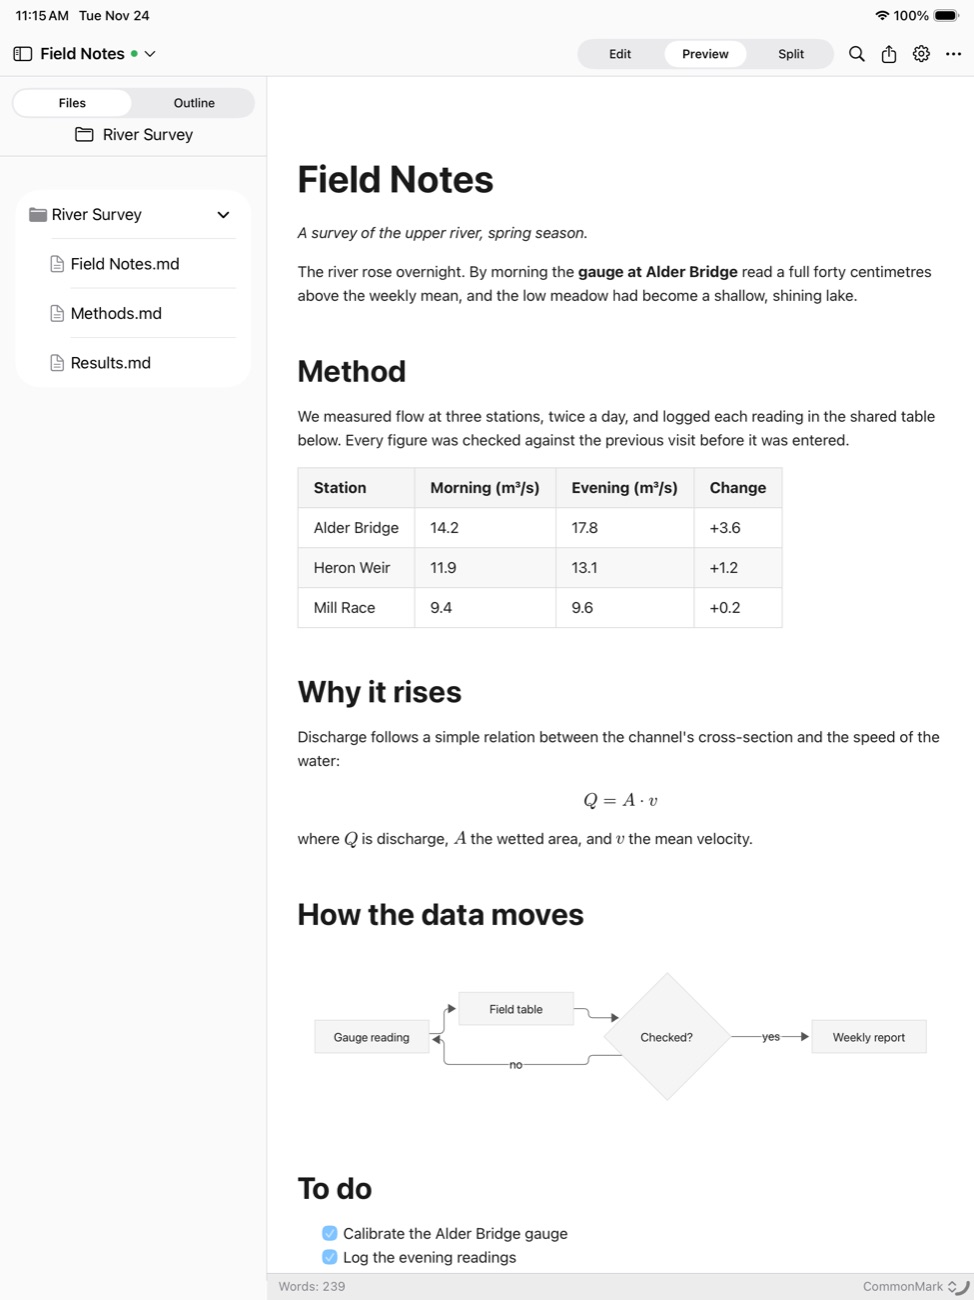 11:15 AM Tue Nov 24
100%
Field Notes
Edit Preview Split
Files Outline
River Survey
River Survey
Field Notes.md
Methods.md
Results.md
Field Notes
A survey of the upper river, spring season.
The river rose overnight. By morning the gauge at Alder Bridge read a full forty centimetres
above the weekly mean, and the low meadow had become a shallow, shining lake.
Method
We measured flow at three stations, twice a day, and logged each reading in the shared table
below. Every figure was checked against the previous visit before it was entered.
Station Morning (m³/s) Evening (m³/s) Change
Alder Bridge 14.2 17.8 +3.6
Heron Weir 11.9 13.1 +1.2
Mill Race 9.4 9.6 +0.2
Why it rises
Discharge follows a simple relation between the channel's cross-section and the speed of the
water:
Q = A · v
where Q is discharge, A the wetted area, and v the mean velocity.
How the data moves
Gauge reading
Field table
no
Checked?
yes
Weekly report
To do
Calibrate the Alder Bridge gauge
Log the evening readings
Words: 239
CommonMark